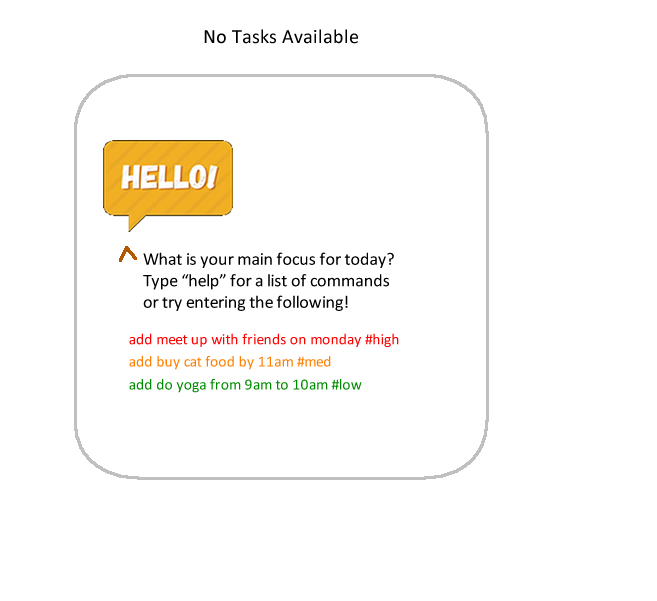 No Tasks Available
HELLO!
What is your main focus for today?
Type “help” for a list of commands
or try entering the following!
add meet up with friends on monday #high
add buy cat food by 11am #med
add do yoga from 9am to 10am #low